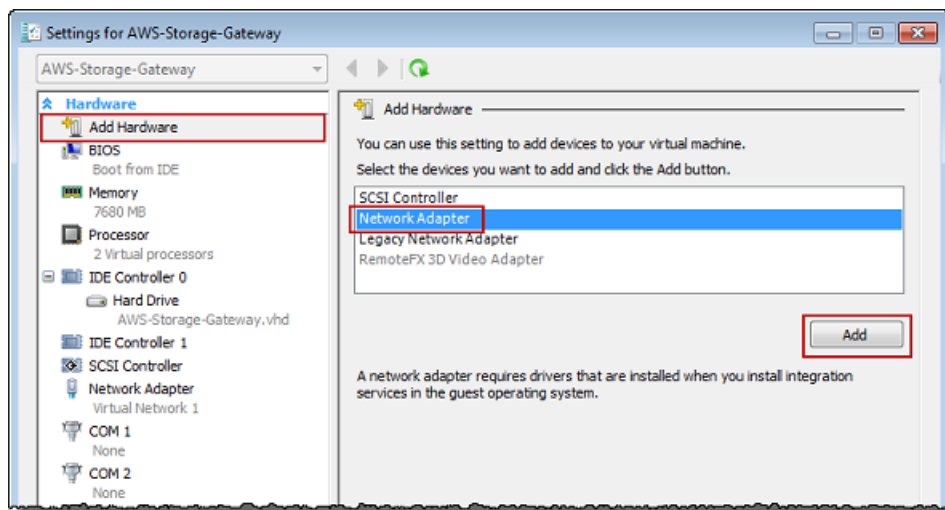 Settings for AWS-Storage-Gateway
AWS-Storage-Gateway
Hardware
Add Hardware
BIOS
Boot from IDE
Memory
7680 MB
Processor
2 Virtual processors
IDE Controller 0
Hard Drive
AWS-Storage-Gateway.vhd
IDE Controller 1
SCSI Controller
Network Adapter
Virtual Network 1
COM 1
None
COM 2
None
Add Hardware
You can use this setting to add devices to your virtual machine.
Select the devices you want to add and click the Add button.
SCSI Controller
Network Adapter
Legacy Network Adapter
RemoteFX 3D Video Adapter
Add
A network adapter requires drivers that are installed when you install integration
services in the guest operating system.